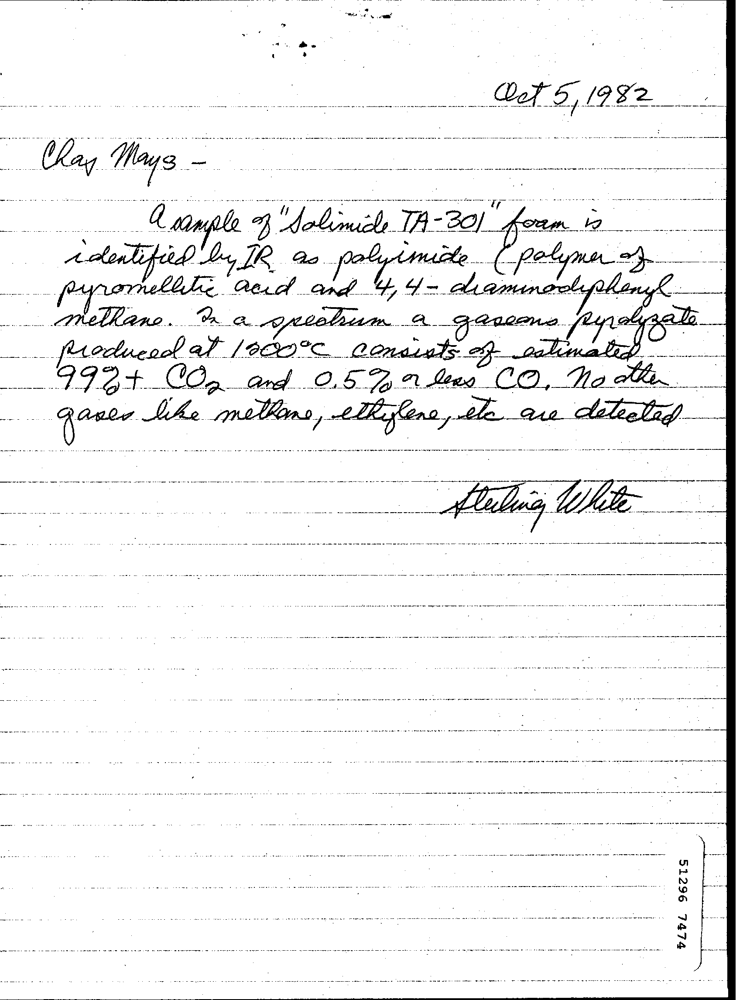 Oct 5, 1982
Chas Mays –
A sample of "Solimide TA-301" foam is
identified by IR as polyimide (polymer of
pyromellitic acid and 4,4-diaminodiphenyl
methane. In a spectrum a gaseous pyrolyzate
produced at 1200°C consists of estimated
99%+ CO₂ and 0.5% or less CO. No other
gases like methane, ethylene, etc are detected
Sterling White
51296 7474